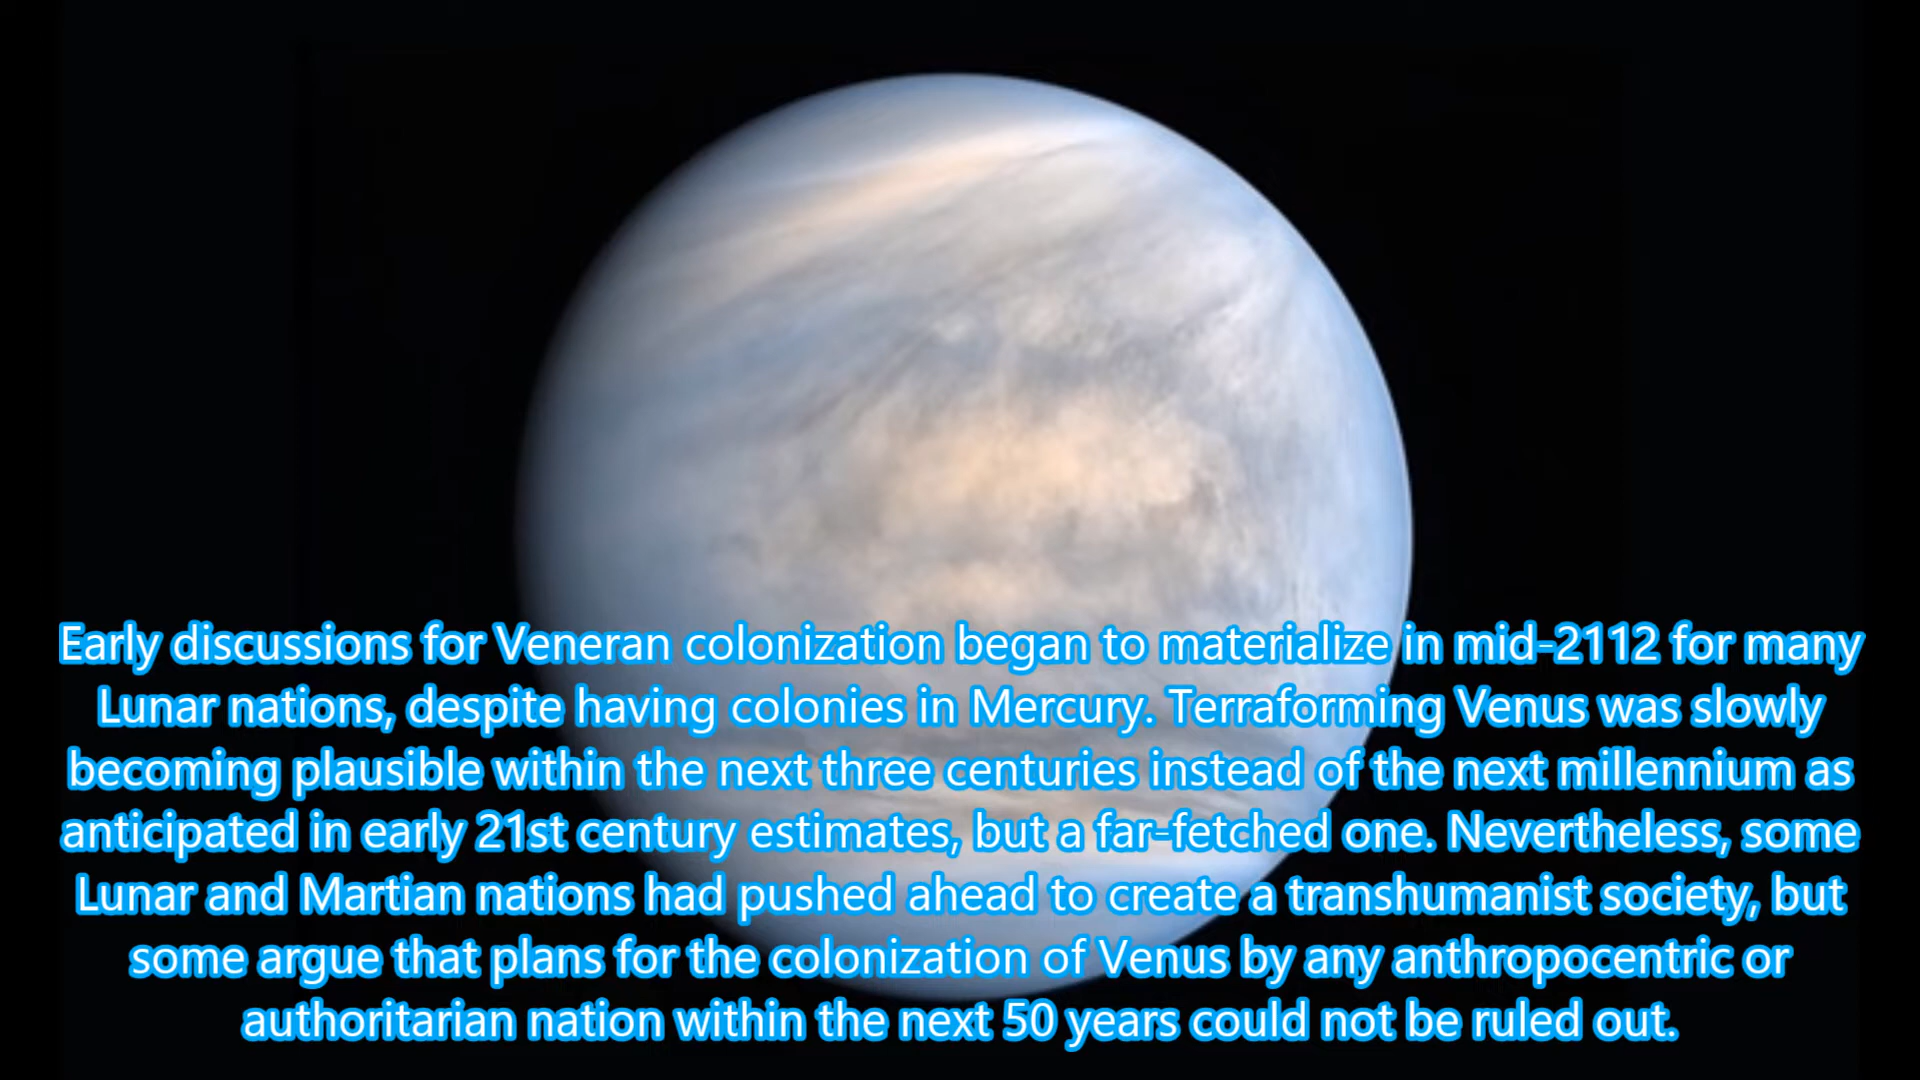 Early discussions for Veneran colonization began to materialize in mid-2112 for many
Lunar nations, despite having colonies in Mercury. Terraforming Venus was slowly
becoming plausible within the next three centuries instead of the next millennium as
anticipated in early 21st century estimates, but a far-fetched one. Nevertheless, some
Lunar and Martian nations had pushed ahead to create a transhumanist society, but
some argue that plans for the colonization of Venus by any anthropocentric or
authoritarian nation within the next 50 years could not be ruled out.